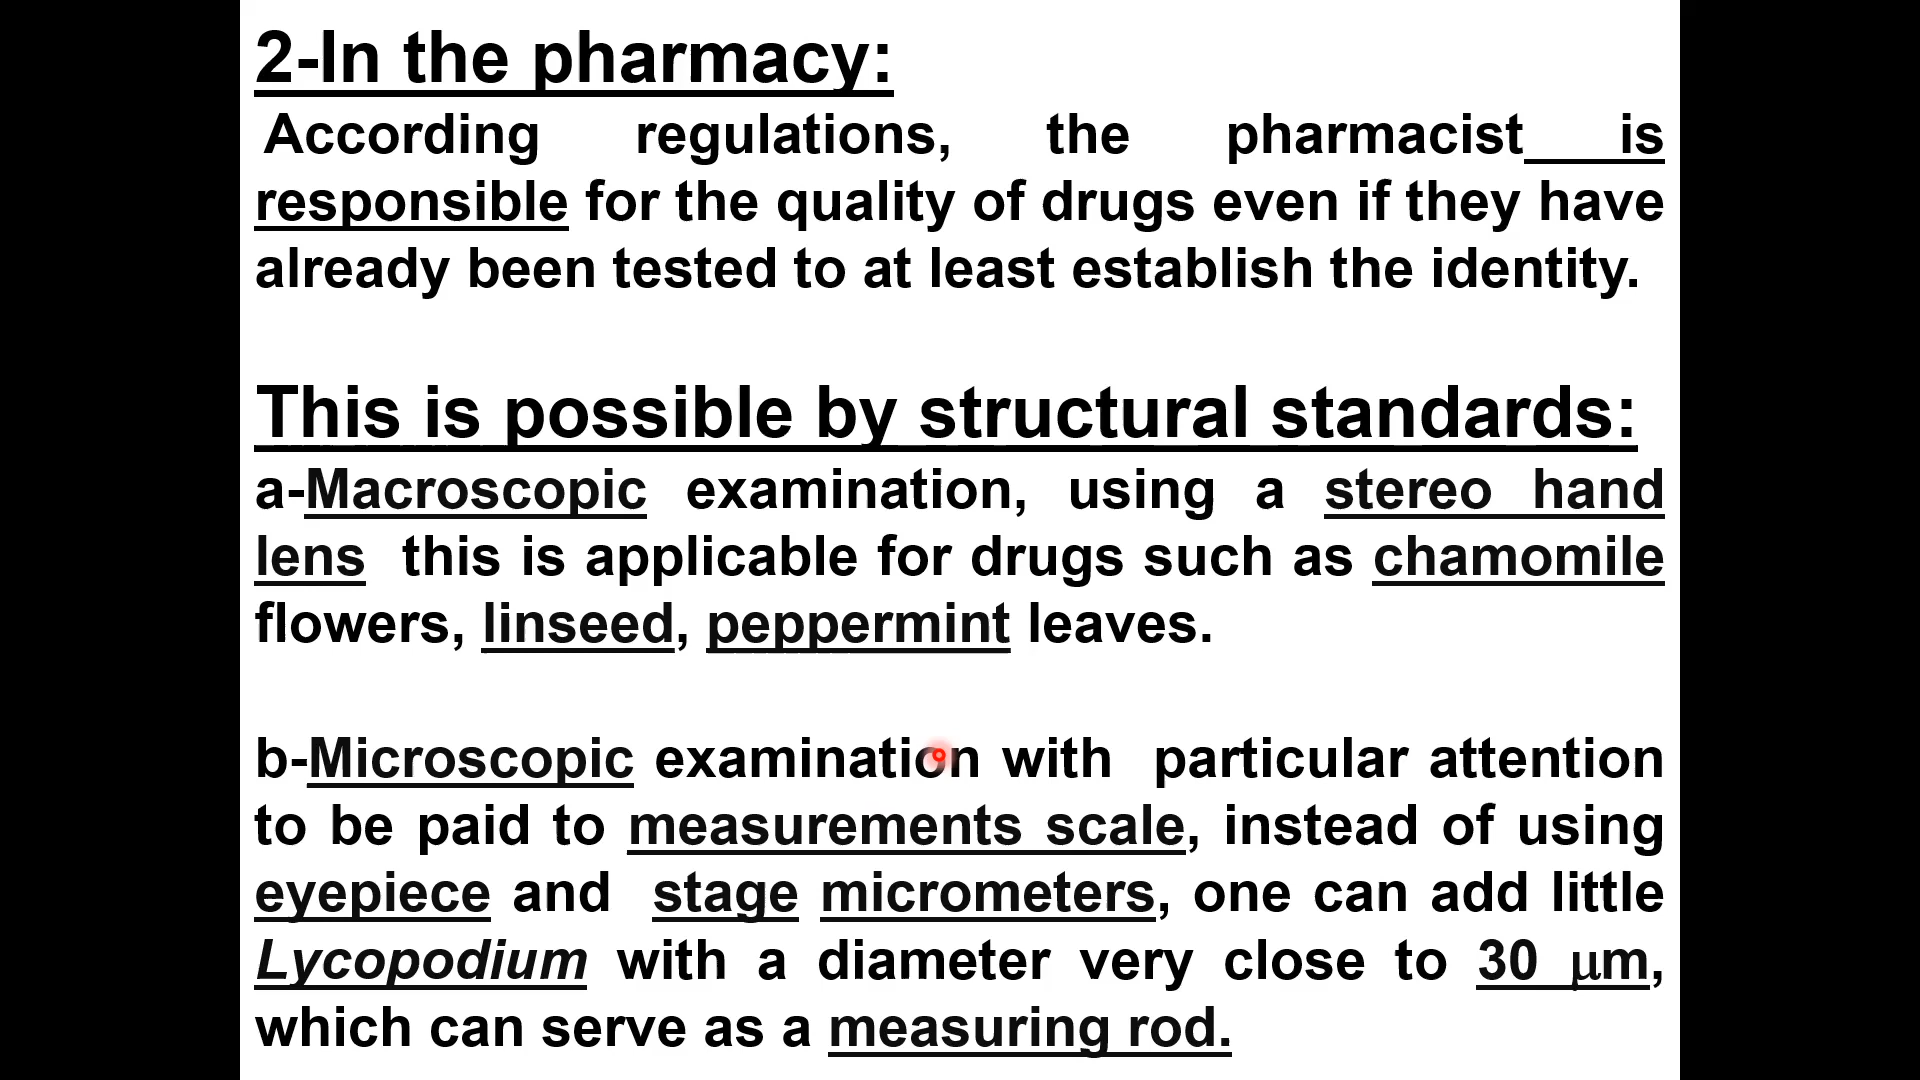 2-In the pharmacy:
According regulations, the pharmacist is
responsible for the quality of drugs even if they have
already been tested to at least establish the identity.
This is possible by structural standards:
a-Macroscopic examination, using a stereo hand
lens this is applicable for drugs such as chamomile
flowers, linseed, peppermint leaves.
b-Microscopic examination with particular attention
to be paid to measurements scale, instead of using
eyepiece and stage micrometers, one can add little
Lycopodium with a diameter very close to 30 μm,
which can serve as a measuring rod.